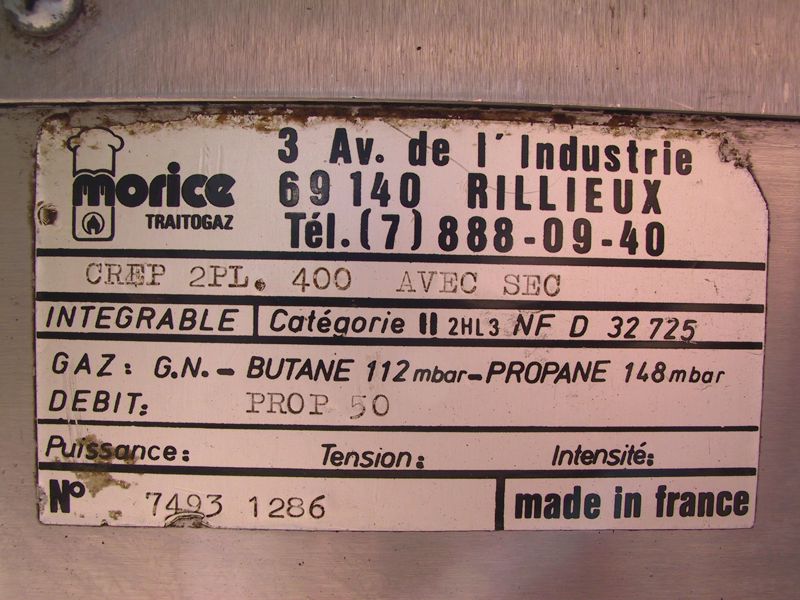 morice
TRAITOGAZ
3 Av. de l'Industrie
69140 RILLIEUX
Tél.(7) 888-09-40
CREP 2PL. 400 AVEC SEC
INTEGRABLE Catégorie II 2HL3 NF D 32 725
GAZ: G.N.- BUTANE 112 mbar-PROPANE 148 mbar
DEBIT: PROP 50
Puissance: Tension: Intensité:
N° 7493 1286 made in france